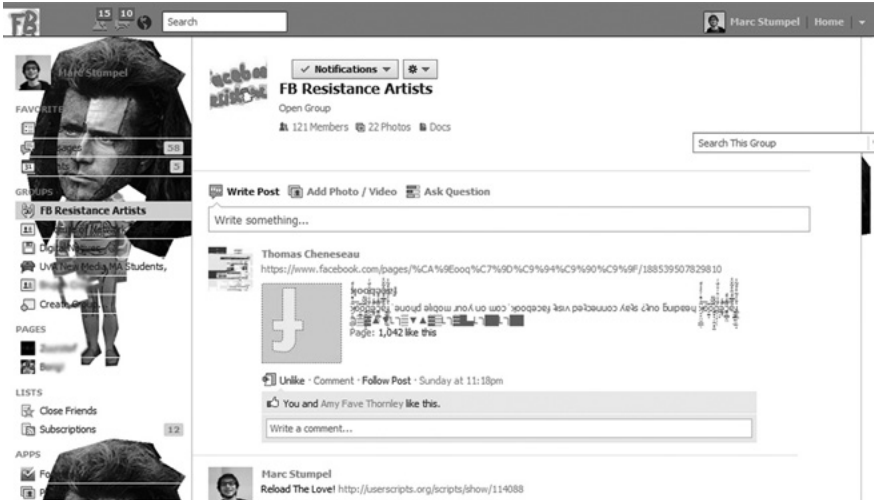 FB
15 10
Search
Marc Stumpel Home
Marc Stumpel
facebook
resistance
✓ Notifications
FB Resistance Artists
Open Group
121 Members 22 Photos Docs
Search This Group
FAVORITE
58
5
GROUPS
FB Resistance Artists
Digital
UvA New Media MA Students,
Create G
PAGES
LISTS
Close Friends
Subscriptions 12
APPS
Write Post Add Photo / Video Ask Question
Write something...
Thomas Cheneseau
https://www.facebook.com/pages/%CA%9Eooq%C7%9D%C9%94%C9%90%C9%9F/188539507829810
Page: 1,042 like this
Unlike · Comment · Follow Post · Sunday at 11:18pm
You and Amy Fave Thornley like this.
Write a comment...
Marc Stumpel
Reload The Love! http://userscripts.org/scripts/show/114088